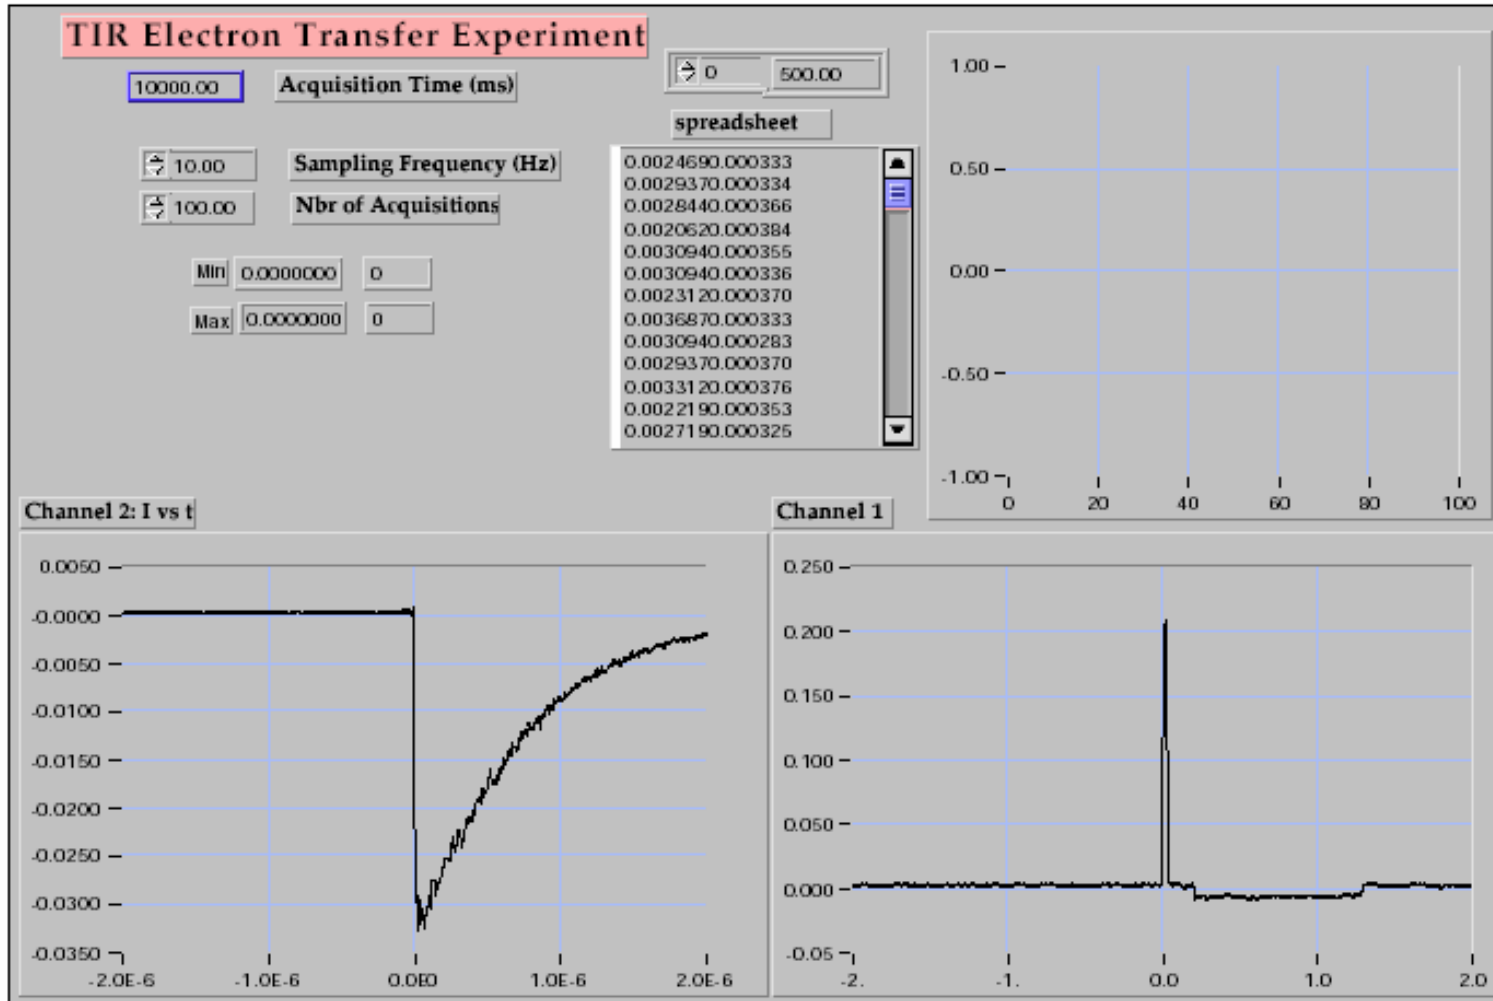 TIR Electron Transfer Experiment
10000.00 Acquisition Time (ms)
10.00 Sampling Frequency (Hz)
100.00 Nbr of Acquisitions
Min 0.0000000 0
Max 0.0000000 0
0 500.00
spreadsheet
0.0024690.000333
0.0029370.000334
0.0028440.000366
0.0020620.000384
0.0030940.000355
0.0030940.000336
0.0023120.000370
0.0036870.000333
0.0030940.000283
0.0029370.000370
0.0033120.000376
0.0022190.000353
0.0027190.000325
1.00
0.50
0.00
-0.50
-1.00
0 20 40 60 80 100
Channel 2: I vs t
0.0050
-0.0000
-0.0050
-0.0100
-0.0150
-0.0200
-0.0250
-0.0300
-0.0350
-2.0E-6 -1.0E-6 0.0E0 1.0E-6 2.0E-6
Channel 1
0.250
0.200
0.150
0.100
0.050
0.000
-0.05
-2. -1. 0.0 1.0 2.0